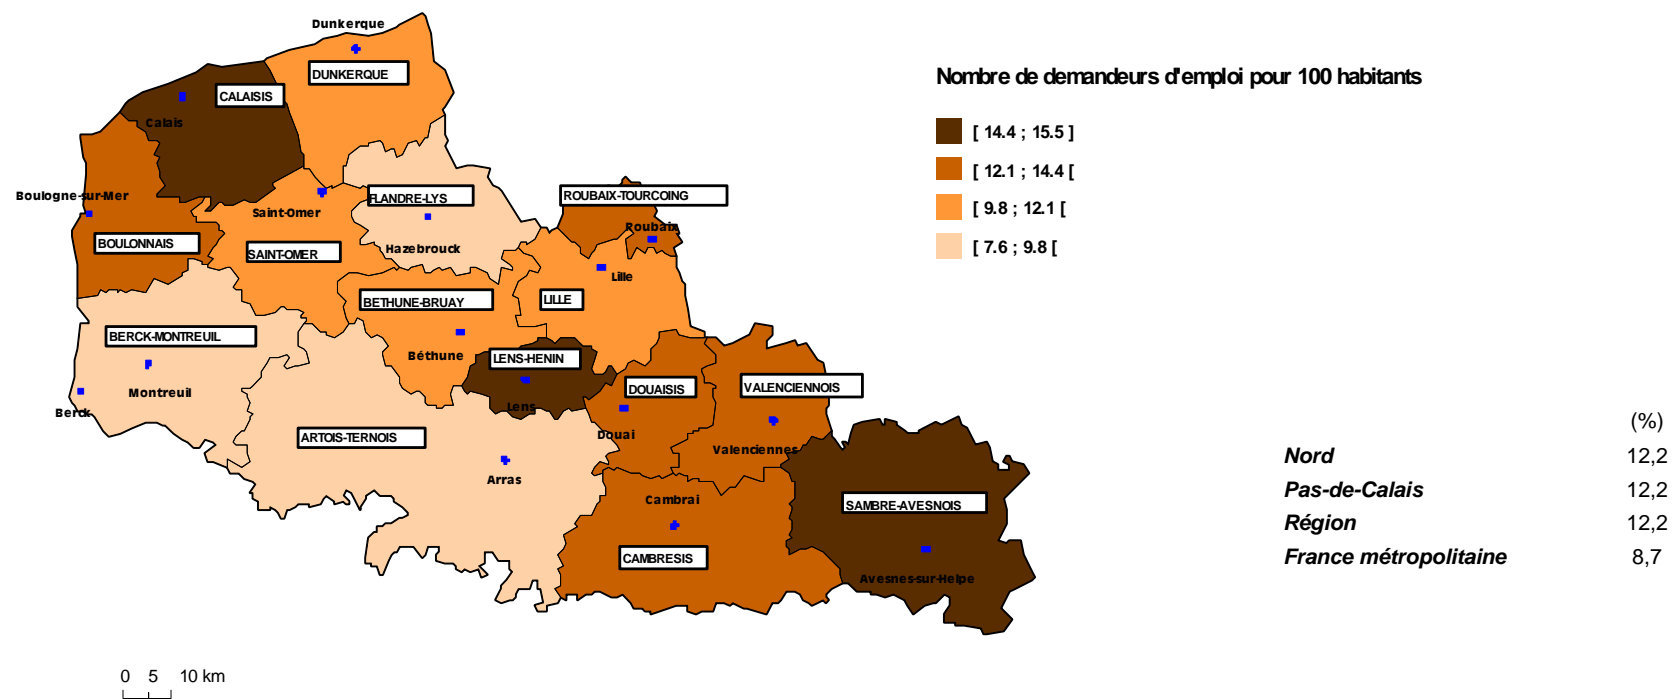 Dunkerque
DUNKERQUE
Nombre de demandeurs d'emploi pour 100 habitants
CALAISIS
Calais
[ 14.4 ; 15.5 ]
[ 12.1 ; 14.4 [
Boulogne-sur-Mer
Saint-Omer
FLANDRE-LYS
ROUBAIX-TOURCOING
[ 9.8 ; 12.1 [
Roubaix
BOULONNAIS
SAINT-OMER
Hazebrouck
[ 7.6 ; 9.8 [
Lille
BETHUNE-BRUAY
LILLE
BERCK-MONTREUIL
Béthune
LENS-HENIN
Montreuil
DOUAISIS
VALENCIENNOIS
Berck
Lens
ARTOIS-TERNOIS
Douai
Valenciennes
(%)
Nord 12,2
Arras
Pas-de-Calais 12,2
Cambrai
SAMBRE-AVESNOIS
Région 12,2
CAMBRESIS
France métropolitaine 8,7
Avesnes-sur-Helpe
0 5 10 km